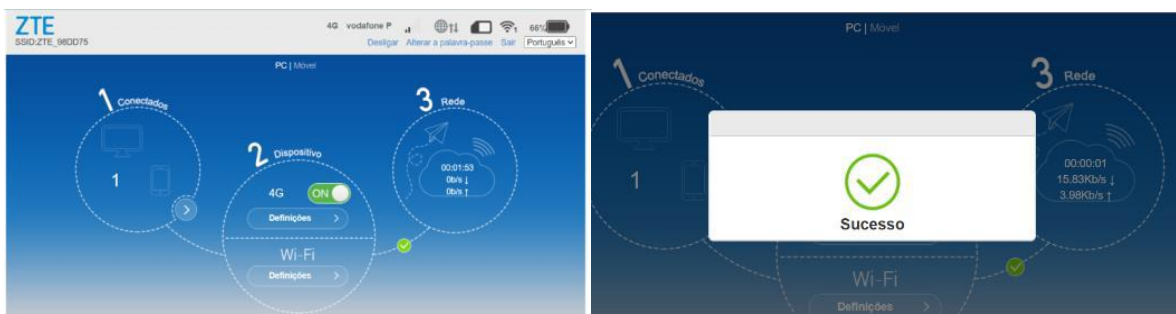 ZTE
SSID:ZTE_98DD75
4G vodafone P 66%
Desligar Alterar a palavra-passe Sair Português
PC | Móvel
1 Conectados
1
2 Dispositivo
4G ON
Definições
Wi-Fi
Definições
3 Rede
00:01:53
0b/s ↓
0b/s ↑
PC | Móvel
1 Conectados
1
3 Rede
00:00:01
15.83Kb/s ↓
3.98Kb/s ↑
Sucesso
Wi-Fi
Definições